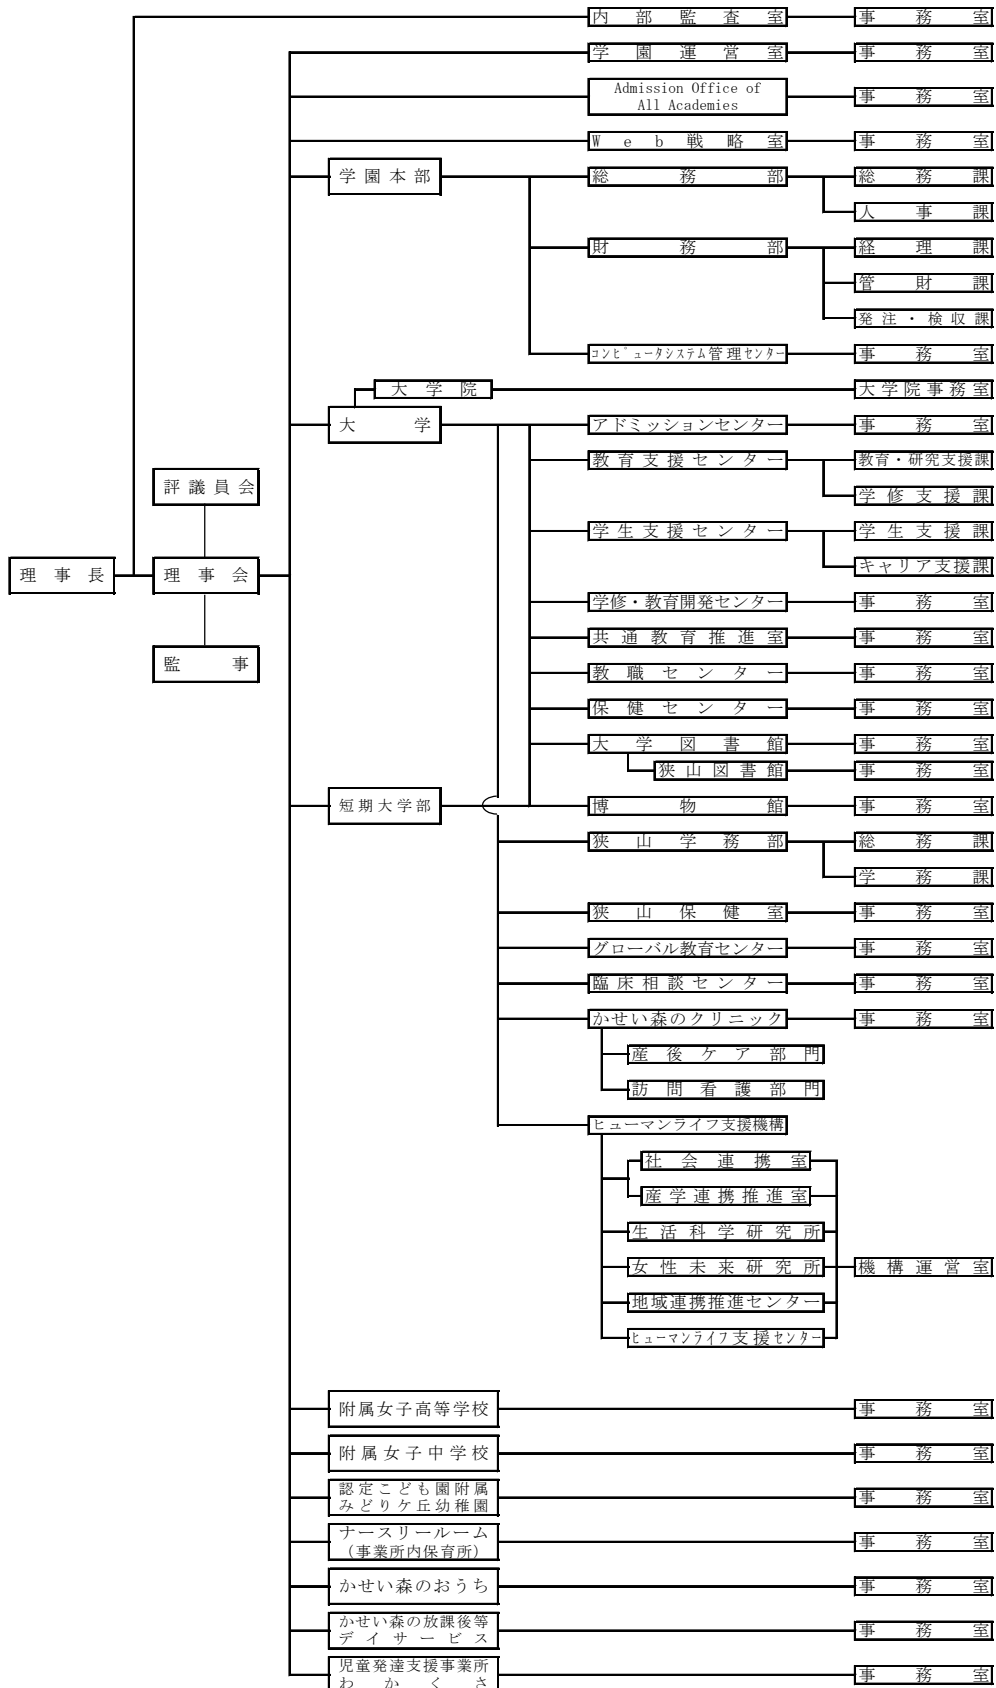 内部監査室 事務室
学園運営室 事務室
Admission Office of
All Academies
事務室
Web戦略室 事務室
学園本部 総務部 総務課
人事課
財務部 経理課
管財課
発注・検収課
コンピュータシステム管理センター 事務室
大学院 大学院事務室
大学 アドミッションセンター 事務室
教育支援センター 教育・研究支援課
評議員会
学修支援課
学生支援センター 学生支援課
キャリア支援課
理事長 理事会
学修・教育開発センター 事務室
共通教育推進室 事務室
監事
教職センター 事務室
保健センター 事務室
大学図書館 事務室
狭山図書館 事務室
短期大学部 博物館 事務室
狭山学務部 総務課
学務課
狭山保健室 事務室
グローバル教育センター 事務室
臨床相談センター 事務室
かせい森のクリニック 事務室
産後ケア部門
訪問看護部門
ヒューマンライフ支援機構
社会連携室
産学連携推進室
生活科学研究所
女性未来研究所 機構運営室
地域連携推進センター
ヒューマンライフ支援センター
附属女子高等学校 事務室
附属女子中学校 事務室
認定こども園附属
みどりケ丘幼稚園
事務室
ナースリールーム
(事業所内保育所)
事務室
かせい森のおうち 事務室
かせい森の放課後等
デイサービス
事務室
児童発達支援事業所
わかくさ
事務室